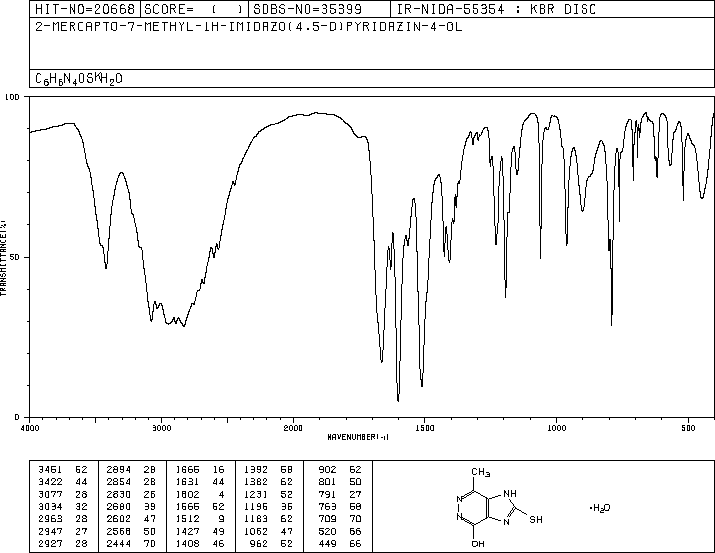 HIT-NO=20668 SCORE= ( ) SDBS-NO=35399 IR-NIDA-55354 : KBR DISC
2-MERCAPTO-7-METHYL-1H-IMIDAZO(4,5-D)PYRIDAZIN-4-OL
C6H6N4OS·H2O
100
TRANSMITTANCE(%)
50
0
4000 3000 2000 1500 1000 500
WAVENUMBER(-1)
3461 52 2894 28 1666 16 1392 58 902 62
3422 44 2854 28 1631 44 1382 62 801 50
3077 28 2830 26 1602 4 1231 52 791 27
3034 32 2680 39 1566 52 1196 36 763 58
2963 28 2602 47 1512 9 1183 62 709 70
2947 27 2568 50 1427 49 1062 47 520 66
2927 28 2444 70 1408 46 962 52 449 66
CH3
N
NH
SH
N
N
OH
·H2O